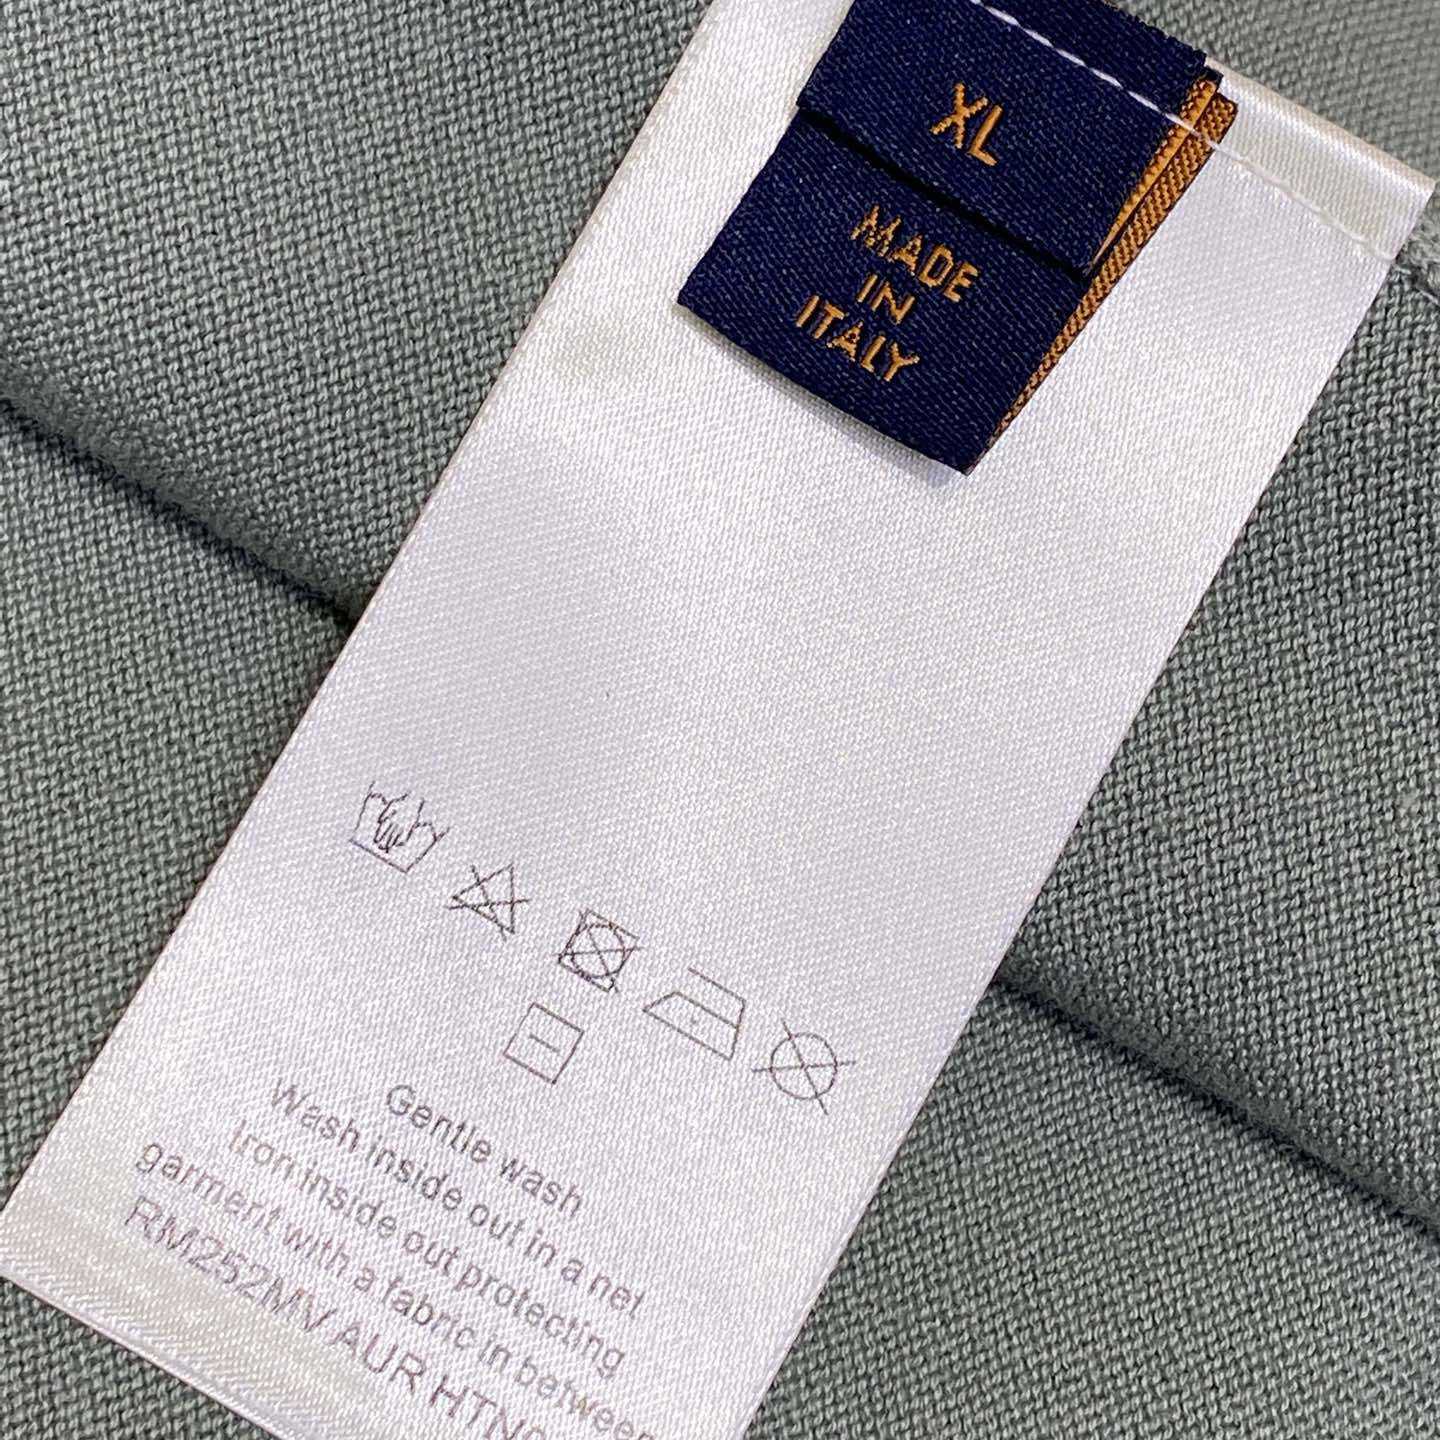 XL
MADE
IN
ITALY
Gentle wash
Wash inside out in a net
Iron inside out protecting
garment with a fabric in between
RM252MV AUR HTN